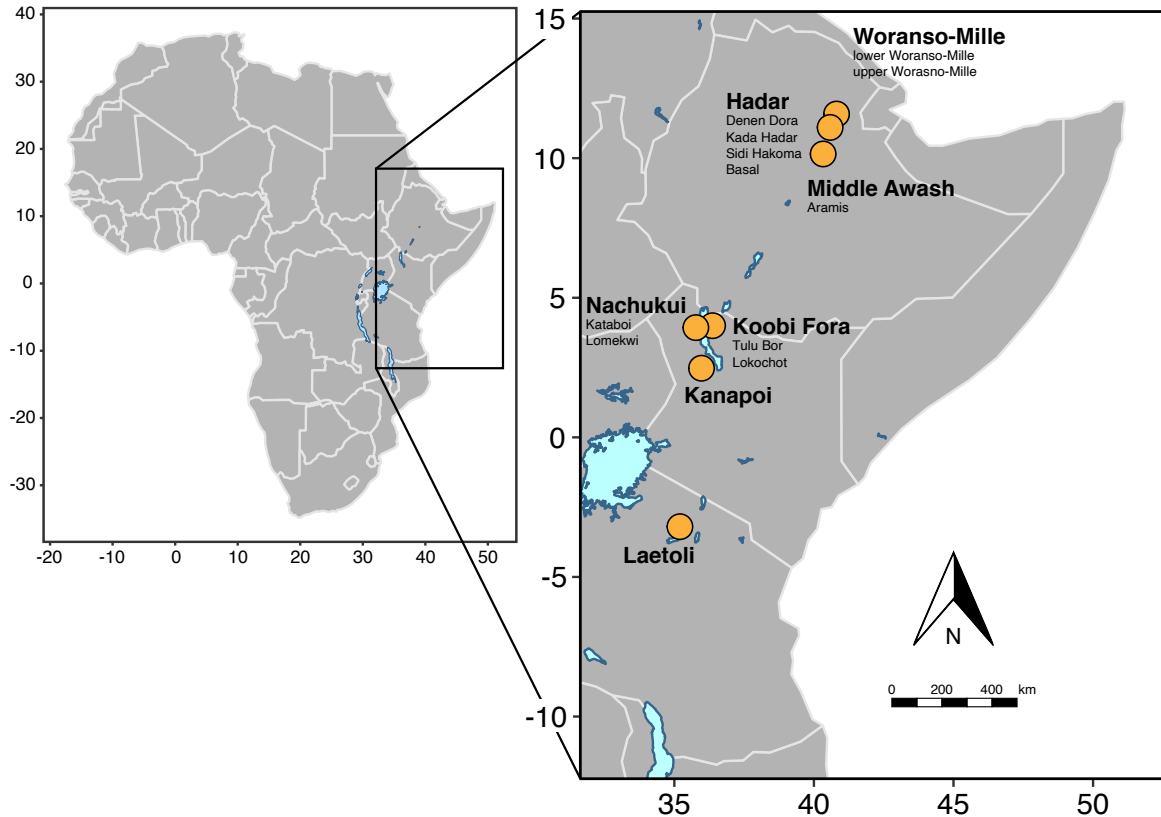 40
30
20
10
0
-10
-20
-30
-20
-10
0
10
20
30
40
50
15
10
5
0
-5
-10
35
40
45
50
Woranso-Mille
lower Woranso-Mille
upper Worasno-Mille
Hadar
Denen Dora
Kada Hadar
Sidi Hakoma
Basal
Middle Awash
Aramis
Nachukui
Kataboi
Lomekwi
Koobi Fora
Tulu Bor
Lokochot
Kanapoi
Laetoli
N
0 200 400 km